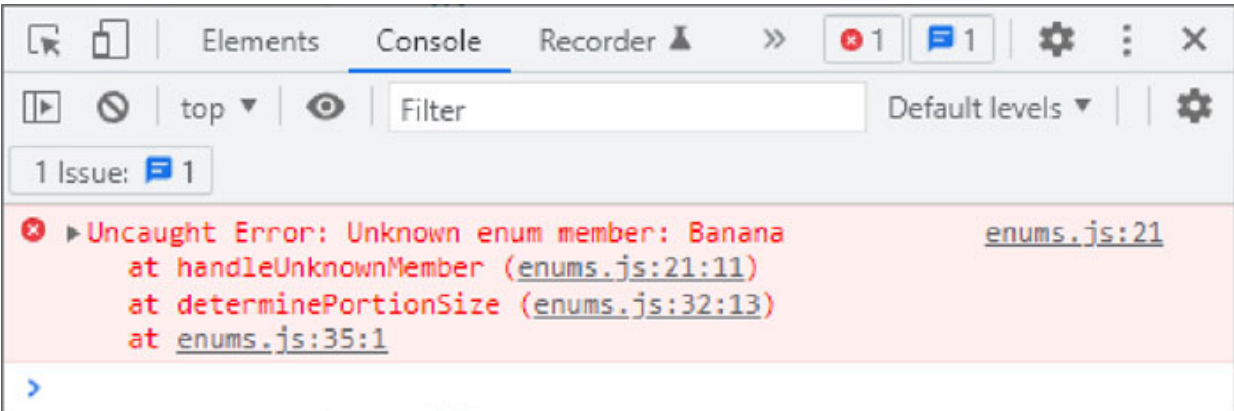 Elements Console Recorder » 1 1
top ▼ Filter Default levels ▼
1 Issue: 1
▶Uncaught Error: Unknown enum member: Banana enums.js:21
at handleUnknownMember (enums.js:21:11)
at determinePortionSize (enums.js:32:13)
at enums.js:35:1
>